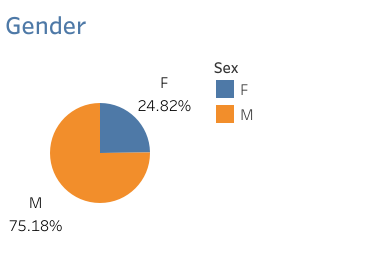 Gender
Sex
F
M
F
24.82%
M
75.18%